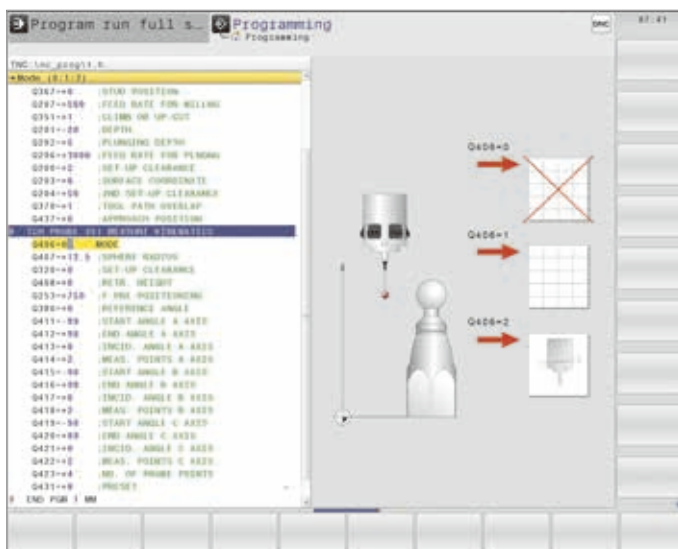 Program run full s…
Programming
Programming
DNC
07:41
TNC:\nc_prog\1.h
Mode (0/1/2)
Q367=+0 ;STUD POSITION
Q207=+500 ;FEED RATE FOR MILLING
Q351=+1 ;CLIMB OR UP-CUT
Q201=-20 ;DEPTH
Q202=+5 ;PLUNGING DEPTH
Q206=+3000 ;FEED RATE FOR PLNGNG
Q200=+2 ;SET-UP CLEARANCE
Q203=+0 ;SURFACE COORDINATE
Q204=+50 ;2ND SET-UP CLEARANCE
Q370=+1 ;TOOL PATH OVERLAP
Q437=+0 ;APPROACH POSITION
TCH PROBE 451 MEASURE KINEMATICS
Q406=0 MODE
Q407=+12.5 ;SPHERE RADIUS
Q320=+0 ;SET-UP CLEARANCE
Q408=+0 ;RETR. HEIGHT
Q253=+750 ;F PRE-POSITIONING
Q380=+0 ;REFERENCE ANGLE
Q411=-90 ;START ANGLE A AXIS
Q412=+90 ;END ANGLE A AXIS
Q413=+0 ;INCID. ANGLE A AXIS
Q414=+2 ;MEAS. POINTS A AXIS
Q415=-90 ;START ANGLE B AXIS
Q416=+90 ;END ANGLE B AXIS
Q417=+0 ;INCID. ANGLE B AXIS
Q418=+2 ;MEAS. POINTS B AXIS
Q419=-90 ;START ANGLE C AXIS
Q420=+90 ;END ANGLE C AXIS
Q421=+0 ;INCID. ANGLE C AXIS
Q422=+2 ;MEAS. POINTS C AXIS
Q423=+4 ;NO. OF PROBE POINTS
Q431=+0 ;PRESET
END PGM 1 MM
Q406=0
Q406=1
Q406=2